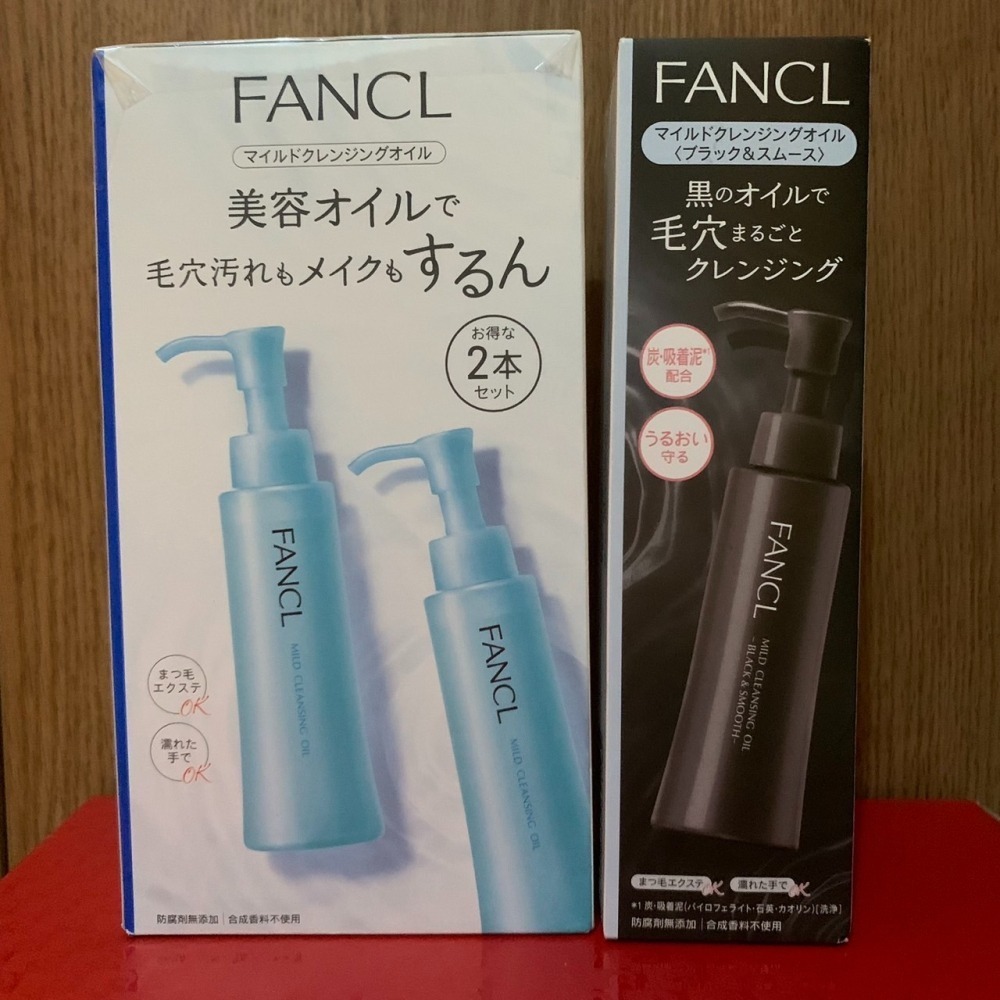 FANCL
マイルドクレンジングオイル
美容オイルで
毛穴汚れもメイクもするん
お得な
2本
セット
FANCL
MILD CLEANSING OIL
FANCL
MILD CLEANSING OIL
まつ毛
エクステ
OK
濡れた
手で
OK
防腐剤無添加|合成香料不使用
FANCL
マイルドクレンジングオイル
〈ブラック&スムース〉
黒のオイルで
毛穴まるごと
クレンジング
炭・吸着泥*1
配合
うるおい
守る
FANCL
MILD CLEANSING OIL
-BLACK & SMOOTH-
まつ毛エクステOK 濡れた手でOK
*1 炭・吸着泥(パイロフェライト・石英・カオリン)[洗浄]
防腐剤無添加|合成香料不使用